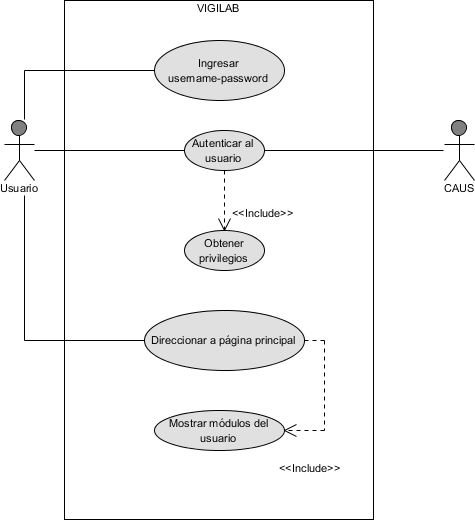 VIGILAB
Ingresar
username-password
Autenticar al
usuario
Usuario
CAUS
<<Include>>
Obtener
privilegios
Direccionar a página principal
Mostrar módulos del
usuario
<<Include>>